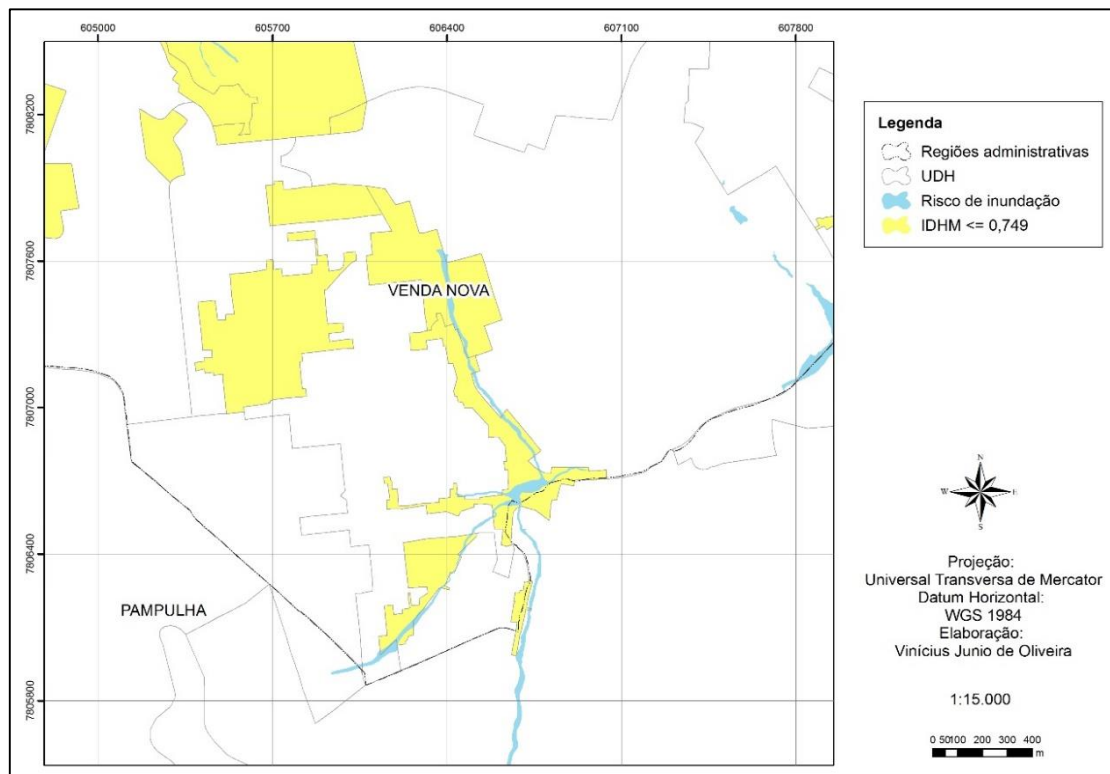 605000 605700 606400 607100 607800
7808200
7807600
7807000
7806400
7805800
VENDA NOVA
PAMPULHA
Legenda
Regiões administrativas
UDH
Risco de inundação
IDHM <= 0,749
N
W E
S
Projeção:
Universal Transversa de Mercator
Datum Horizontal:
WGS 1984
Elaboração:
Vinícius Junio de Oliveira
1:15.000
0 50 100 200 300 400
m